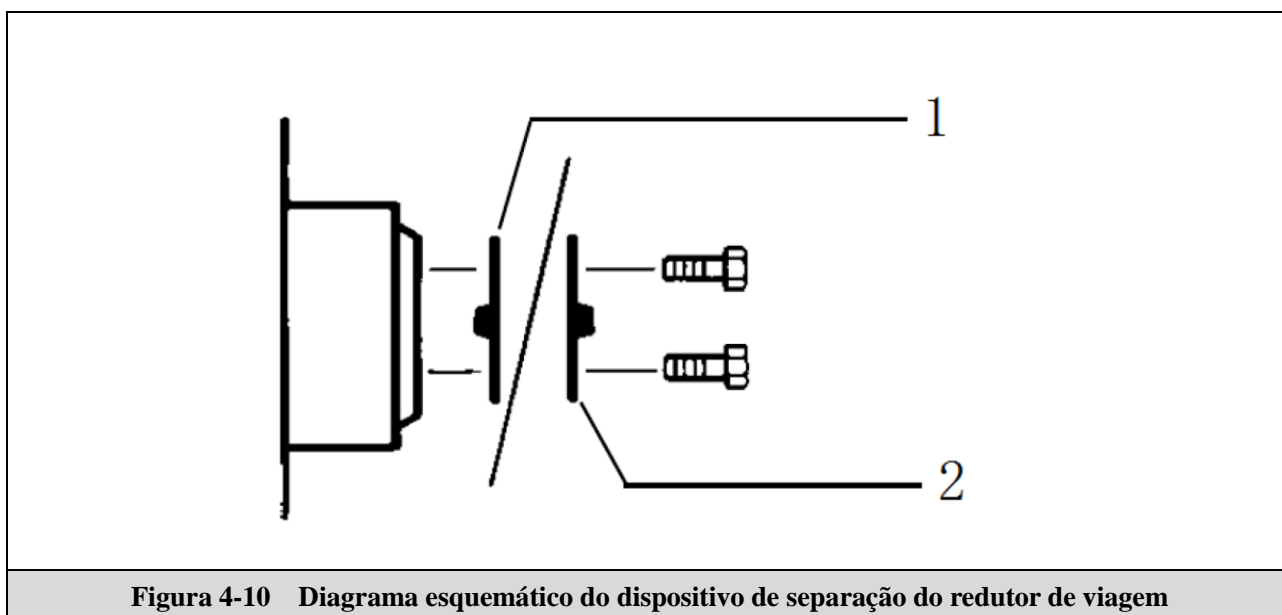 1
2
Figura 4-10 Diagrama esquemático do dispositivo de separação do redutor de viagem